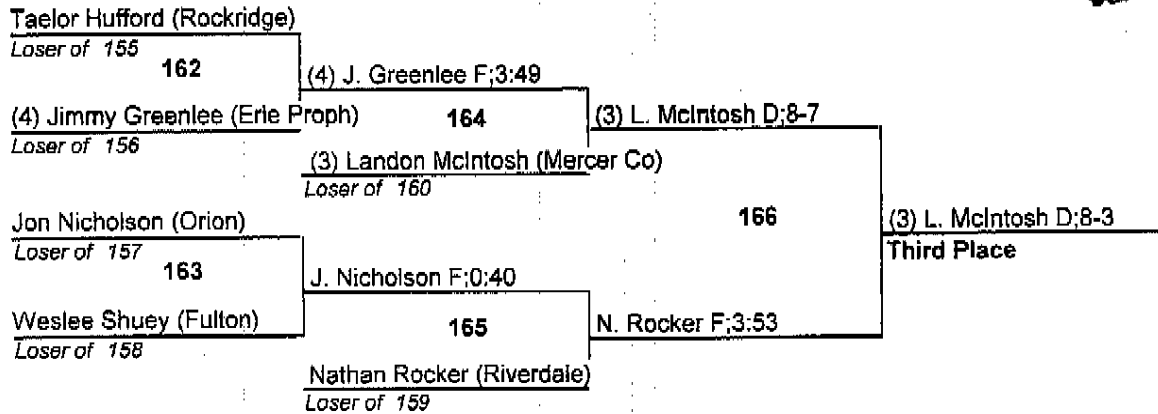 Taelor Hufford (Rockridge)
Loser of 155
162
(4) J. Greenlee F;3:49
(4) Jimmy Greenlee (Erie Proph)
Loser of 156
164
(3) L. McIntosh D;8-7
(3) Landon McIntosh (Mercer Co)
Loser of 160
Jon Nicholson (Orion)
Loser of 157
163
166
(3) L. McIntosh D;8-3
Third Place
J. Nicholson F;0:40
Weslee Shuey (Fulton)
Loser of 158
165
N. Rocker F;3:53
Nathan Rocker (Riverdale)
Loser of 159